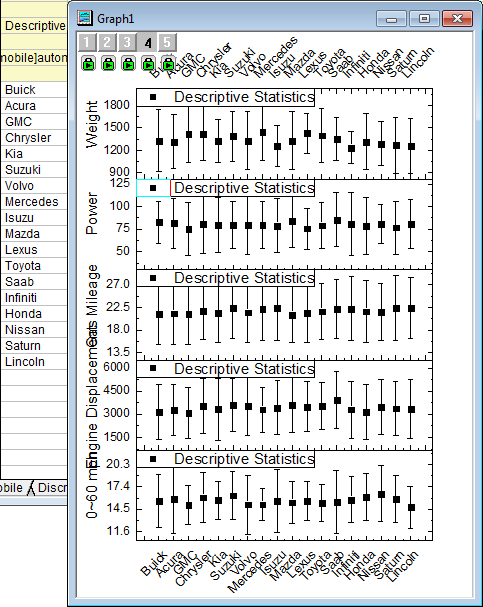 Graph1
Descriptive
mobile]autom
1 2 3 4 5
Buick
Acura
GMC
Chrysler
Kia
Suzuki
Volvo
Mercedes
Isuzu
Mazda
Lexus
Toyota
Saab
Infiniti
Honda
Nissan
Saturn
Lincoln
Buick Acura GMC Chrysler Kia Suzuki Volvo Mercedes Isuzu Mazda Lexus Toyota Saab Infiniti Honda Nissan Saturn Lincoln
Descriptive Statistics
Weight
1800
1500
1200
900
Descriptive Statistics
Power
125
100
75
50
Descriptive Statistics
Gas Mileage
27.0
22.5
18.0
13.5
Descriptive Statistics
Engine Displacement
6000
4500
3000
1500
Descriptive Statistics
0~60 mph
20.3
17.4
14.5
11.6
Buick Acura GMC Chrysler Kia Suzuki Volvo Mercedes Isuzu Mazda Lexus Toyota Saab Infiniti Honda Nissan Saturn Lincoln
obile
Discr